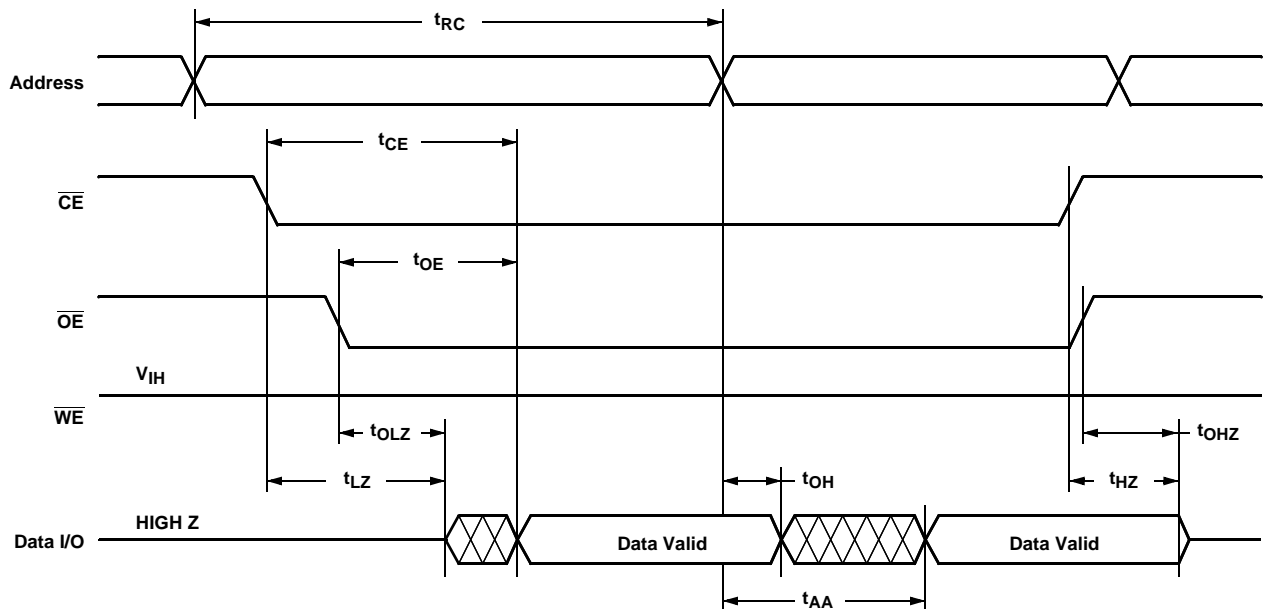 tRC
Address
tCE
CE
tOE
OE
VIH
WE
tOLZ
tOHZ
tLZ
tOH
tHZ
HIGH Z
Data I/O
Data Valid
Data Valid
tAA